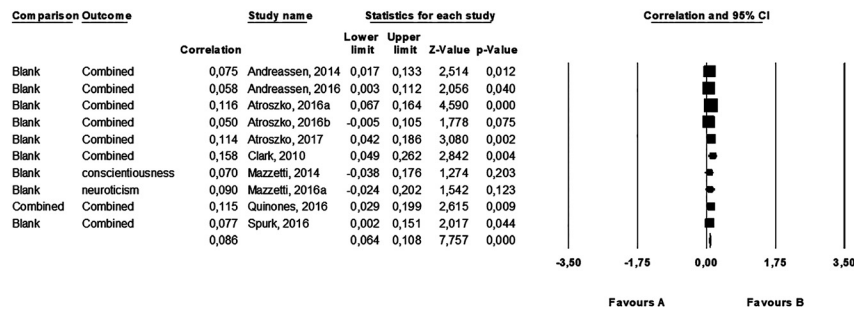 Comparison Outcome Study name Statistics for each study Correlation and 95% CI
Lower Upper
Correlation limit limit Z-Value p-Value
Blank Combined 0,075 Andreassen, 2014 0,017 0,133 2,514 0,012
Blank Combined 0,058 Andreassen, 2016 0,003 0,112 2,056 0,040
Blank Combined 0,116 Atroszko, 2016a 0,067 0,164 4,590 0,000
Blank Combined 0,050 Atroszko, 2016b -0,005 0,105 1,778 0,075
Blank Combined 0,114 Atroszko, 2017 0,042 0,186 3,080 0,002
Blank Combined 0,158 Clark, 2010 0,049 0,262 2,842 0,004
Blank conscientiousness 0,070 Mazzetti, 2014 -0,038 0,176 1,274 0,203
Blank neuroticism 0,090 Mazzetti, 2016a -0,024 0,202 1,542 0,123
Combined Combined 0,115 Quinones, 2016 0,029 0,199 2,615 0,009
Blank Combined 0,077 Spurk, 2016 0,002 0,151 2,017 0,044
0,086 0,064 0,108 7,757 0,000
-3,50 -1,75 0,00 1,75 3,50
Favours A Favours B